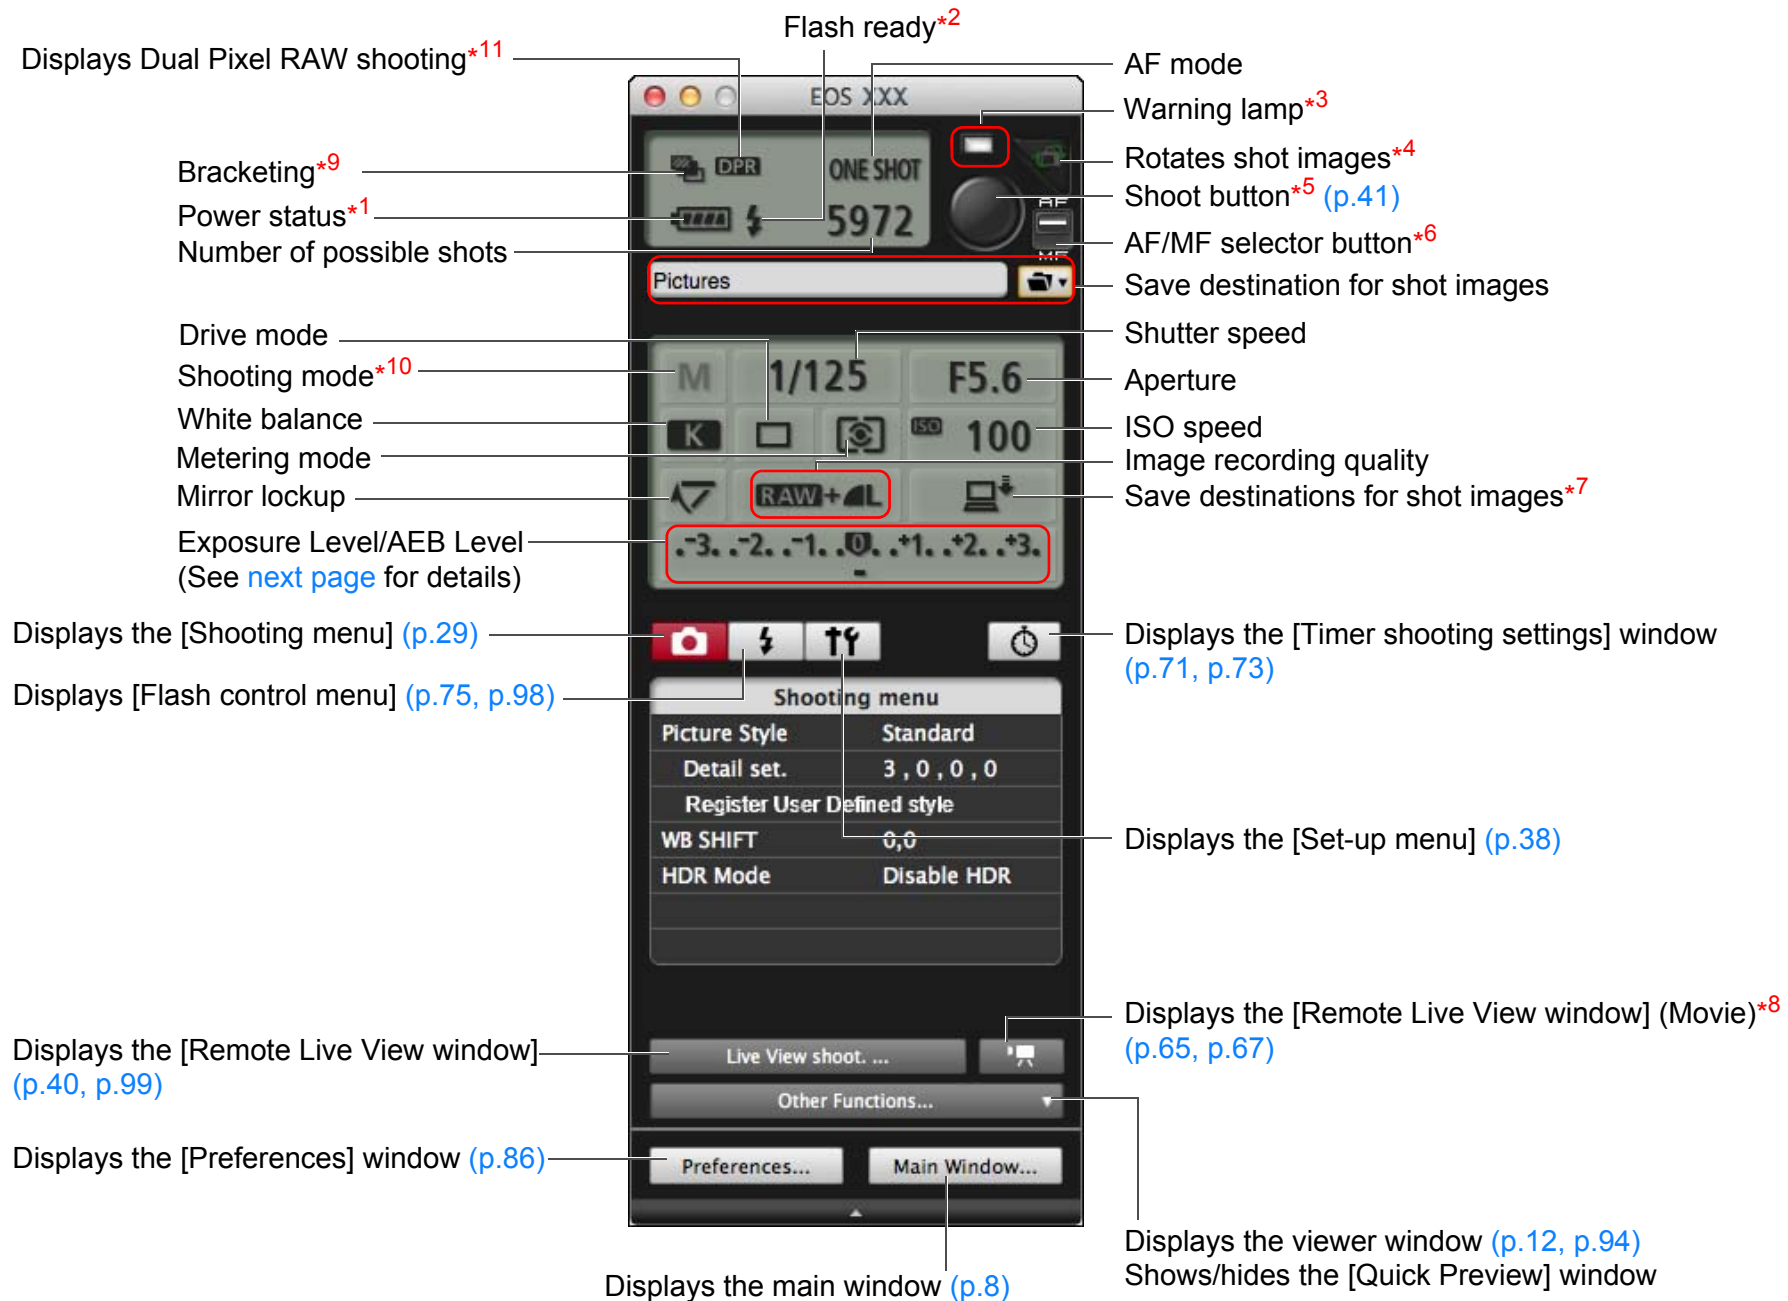 Flash ready*2
Displays Dual Pixel RAW shooting*11
AF mode
Warning lamp*3
Rotates shot images*4
Shoot button*5 (p.41)
AF/MF selector button*6
Save destination for shot images
Bracketing*9
Power status*1
Number of possible shots
EOS XXX
DPR
ONE SHOT
5972
AF
MF
Pictures
Drive mode
Shooting mode*10
White balance
Metering mode
Mirror lockup
Exposure Level/AEB Level
(See next page for details)
Shutter speed
Aperture
ISO speed
Image recording quality
Save destinations for shot images*7
M 1/125 F5.6
K ISO 100
RAW+L
.-3. .-2. .-1. .0. .+1. .+2. .+3.
Displays the [Shooting menu] (p.29)
Displays [Flash control menu] (p.75, p.98)
Displays the [Timer shooting settings] window
(p.71, p.73)
Shooting menu
Picture Style Standard
Detail set. 3 , 0 , 0 , 0
Register User Defined style
WB SHIFT 0,0
HDR Mode Disable HDR
Displays the [Set-up menu] (p.38)
Displays the [Remote Live View window] (Movie)*8
(p.65, p.67)
Displays the [Remote Live View window]
(p.40, p.99)
Live View shoot. ...
Other Functions...
Displays the [Preferences] window (p.86)
Preferences... Main Window...
Displays the viewer window (p.12, p.94)
Shows/hides the [Quick Preview] window
Displays the main window (p.8)